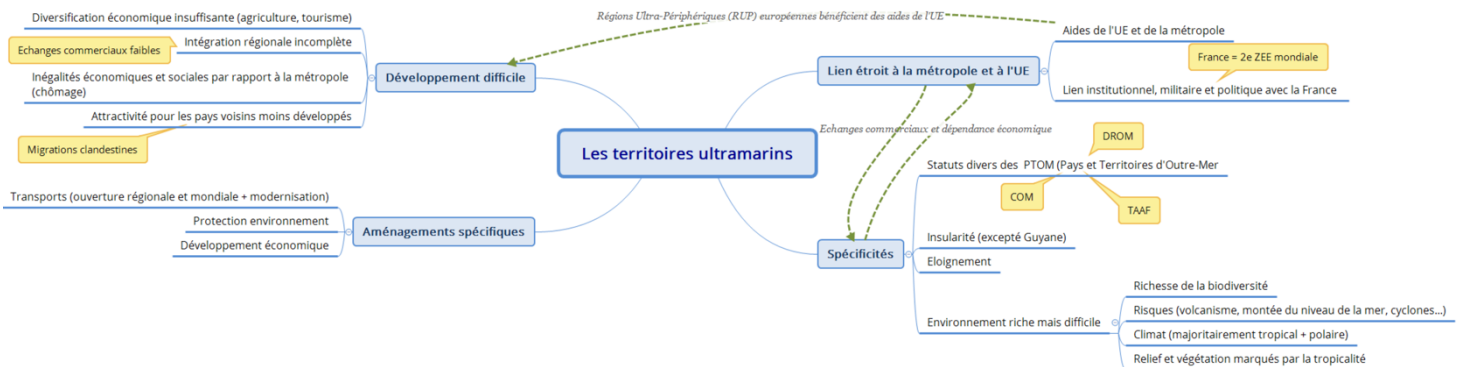 Les territoires ultramarins
Lien étroit à la métropole et à l'UE
Aides de l'UE et de la métropole
France = 2e ZEE mondiale
Lien institutionnel, militaire et politique avec la France
Spécificités
Statuts divers des PTOM (Pays et Territoires d'Outre-Mer
DROM
COM
TAAF
Insularité (excepté Guyane)
Eloignement
Environnement riche mais difficile
Richesse de la biodiversité
Risques (volcanisme, montée du niveau de la mer, cyclones...)
Climat (majoritairement tropical + polaire)
Relief et végétation marqués par la tropicalité
Aménagements spécifiques
Transports (ouverture régionale et mondiale + modernisation)
Protection environnement
Développement économique
Développement difficile
Diversification économique insuffisante (agriculture, tourisme)
Intégration régionale incomplète
Echanges commerciaux faibles
Inégalités économiques et sociales par rapport à la métropole
(chômage)
Attractivité pour les pays voisins moins développés
Migrations clandestines
Régions Ultra-Périphériques (RUP) européennes bénéficient des aides de l'UE
Echanges commerciaux et dépendance économique